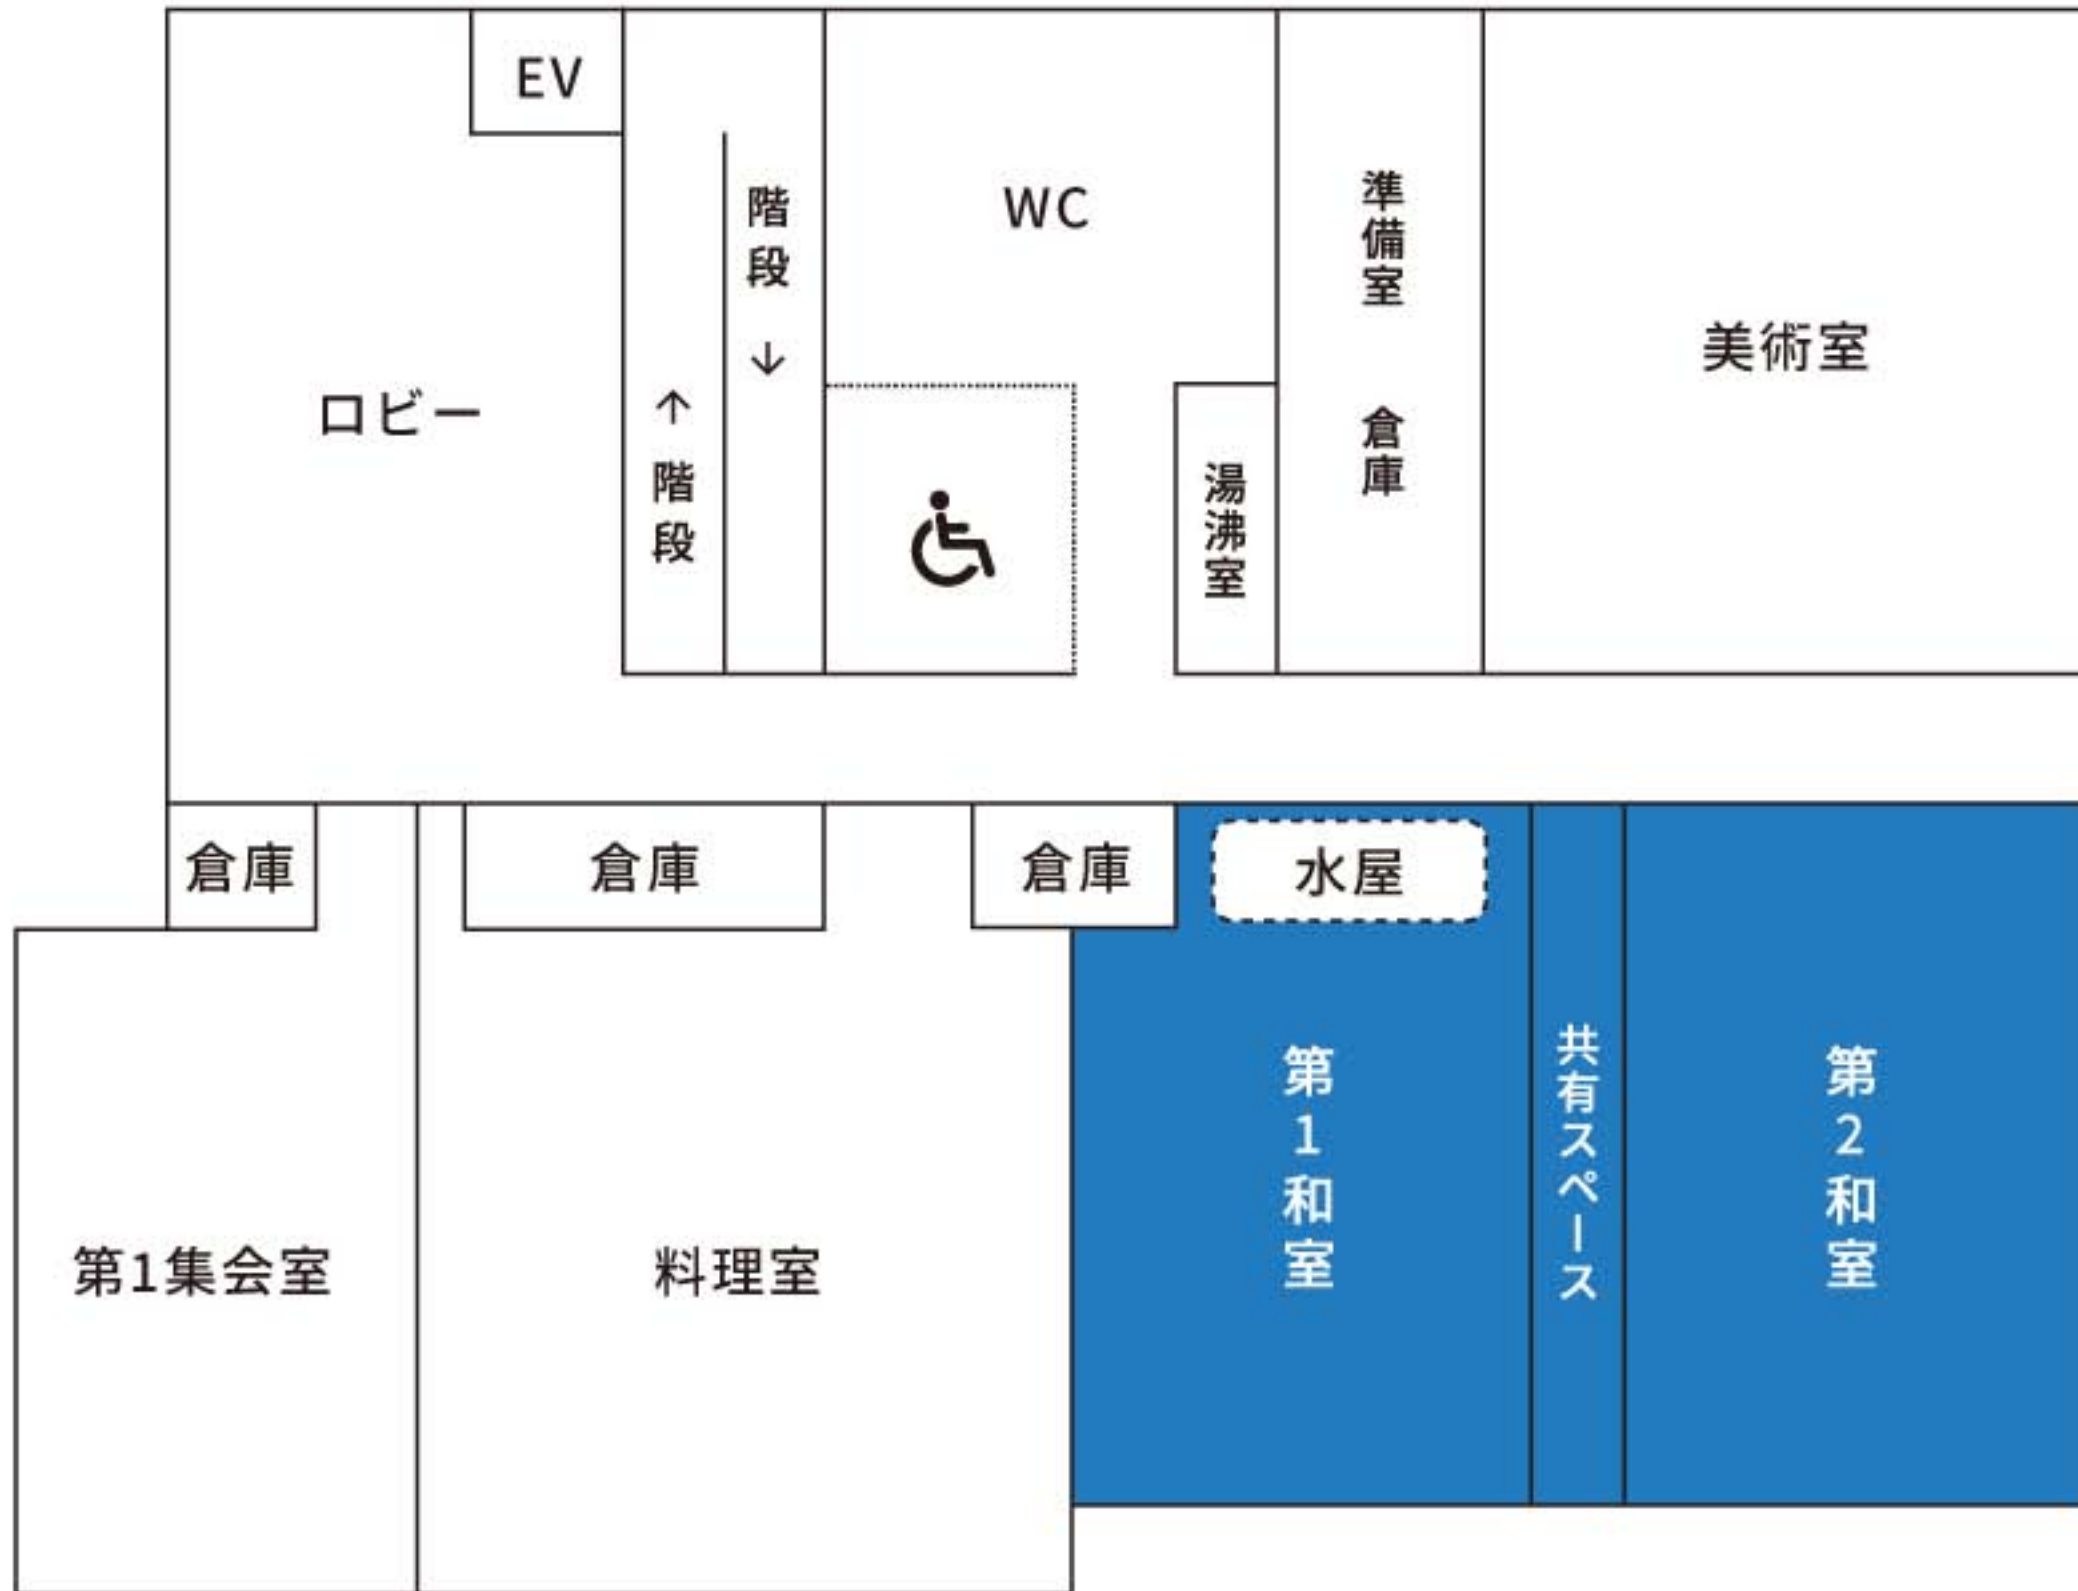 EV
階段 ↓
WC
準備室 倉庫
美術室
ロビー
↑ 階段
湯沸室
倉庫
倉庫
倉庫
水屋
第1集会室
料理室
第1和室
共有スペース
第2和室